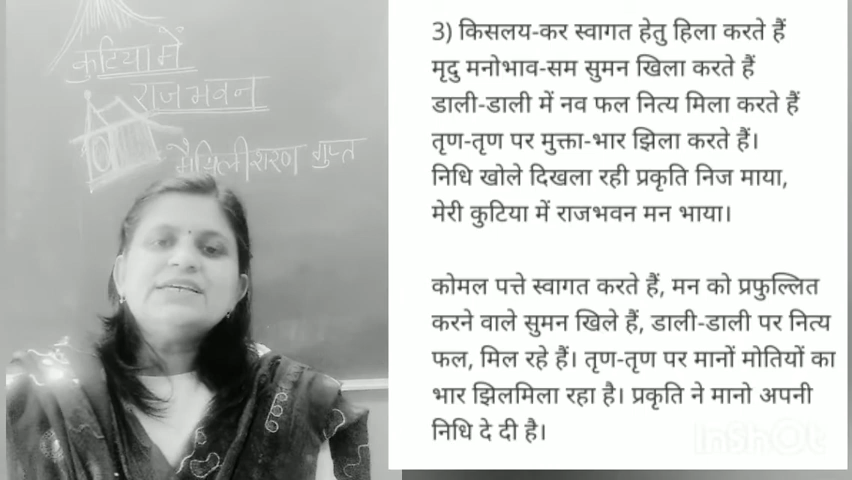 कुटिया में
राजभवन
मैथिलीशरण गुप्त
3) किसलय-कर स्वागत हेतु हिला करते हैं
मृदु मनोभाव-सम सुमन खिला करते हैं
डाली-डाली में नव फल नित्य मिला करते हैं
तृण-तृण पर मुक्ता-भार झिला करते हैं।
निधि खोले दिखला रही प्रकृति निज माया,
मेरी कुटिया में राजभवन मन भाया।
कोमल पत्ते स्वागत करते हैं, मन को प्रफुल्लित
करने वाले सुमन खिले हैं, डाली-डाली पर नित्य
फल, मिल रहे हैं। तृण-तृण पर मानों मोतियों का
भार झिलमिला रहा है। प्रकृति ने मानो अपनी
निधि दे दी है।
InShOt